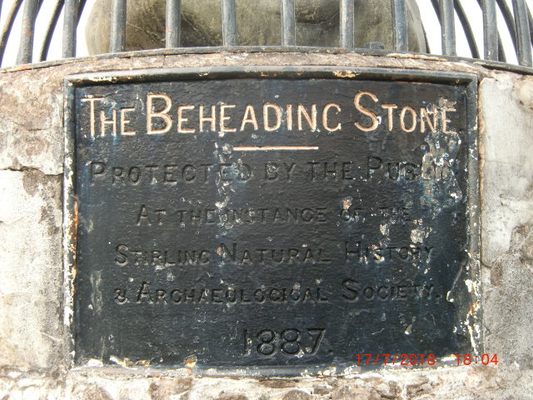 THE BEHEADING STONE
PROTECTED BY THE PUBLIC
AT THE INSTANCE OF THE
STIRLING NATURAL HISTORY
& ARCHAEOLOGICAL SOCIETY.
1887.
17/7/2018 18:04